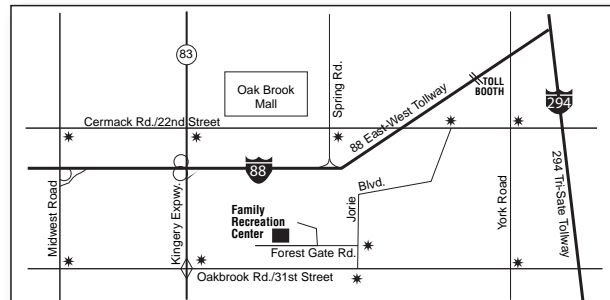 83
Oak Brook
Mall
Spring Rd.
88 East-West Tollway
TOLL
BOOTH
294
Cermack Rd./22nd Street
88
Midwest Road
Kingery Expwy.
Family
Recreation
Center
Jorie
Blvd.
Forest Gate Rd.
York Road
294 Tri-Sate Tollway
Oakbrook Rd./31st Street